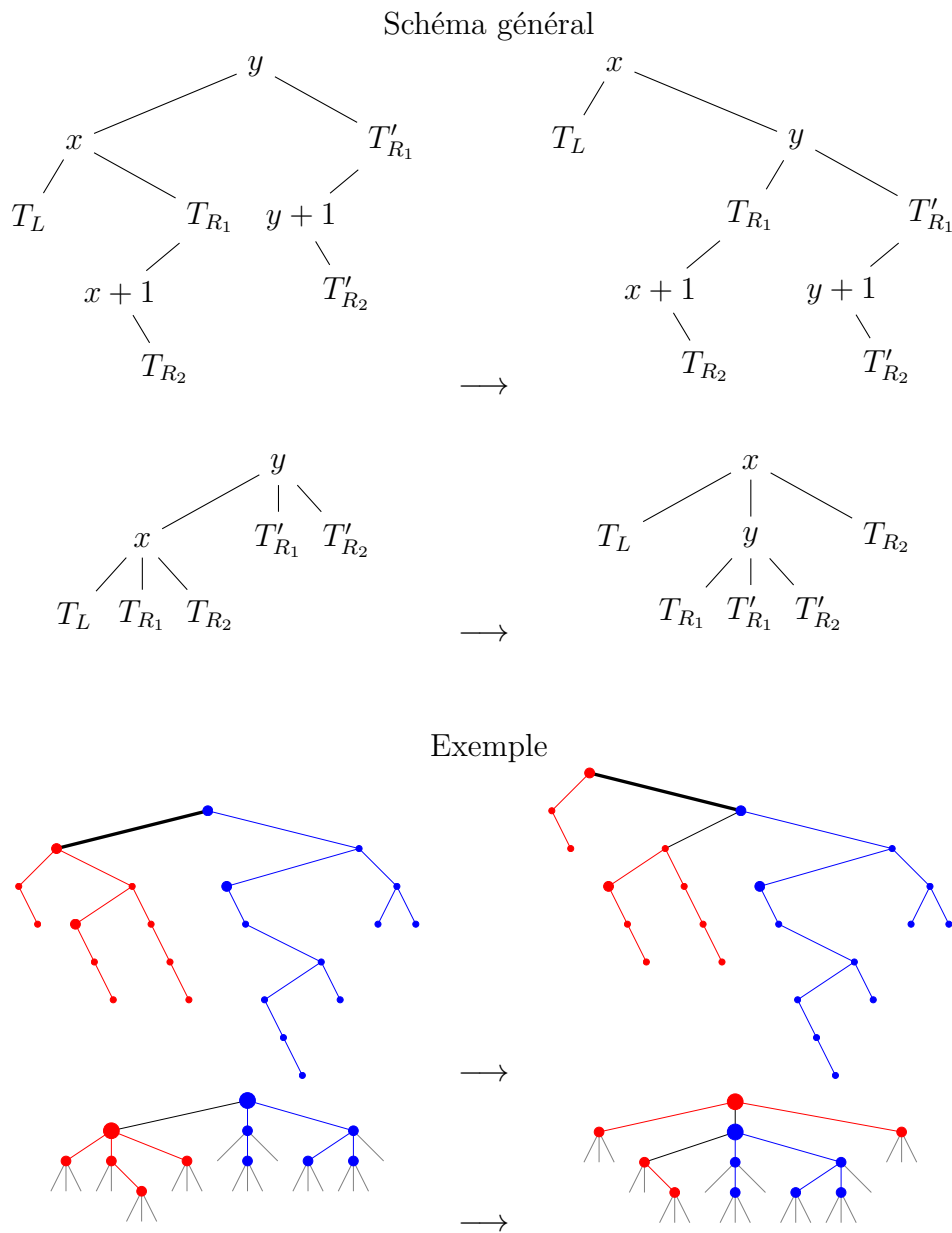 Schéma général
y x
x T'_{R_1} T_L y
T_L T_{R_1} y + 1 T_{R_1} T'_{R_1}
x + 1 T'_{R_2} x + 1 y + 1
T_{R_2} T_{R_2} T'_{R_2}
⟶
y x
x T'_{R_1} T'_{R_2} T_L y T_{R_2}
T_L T_{R_1} T_{R_2} T_{R_1} T'_{R_1} T'_{R_2}
⟶
Exemple
⟶
⟶